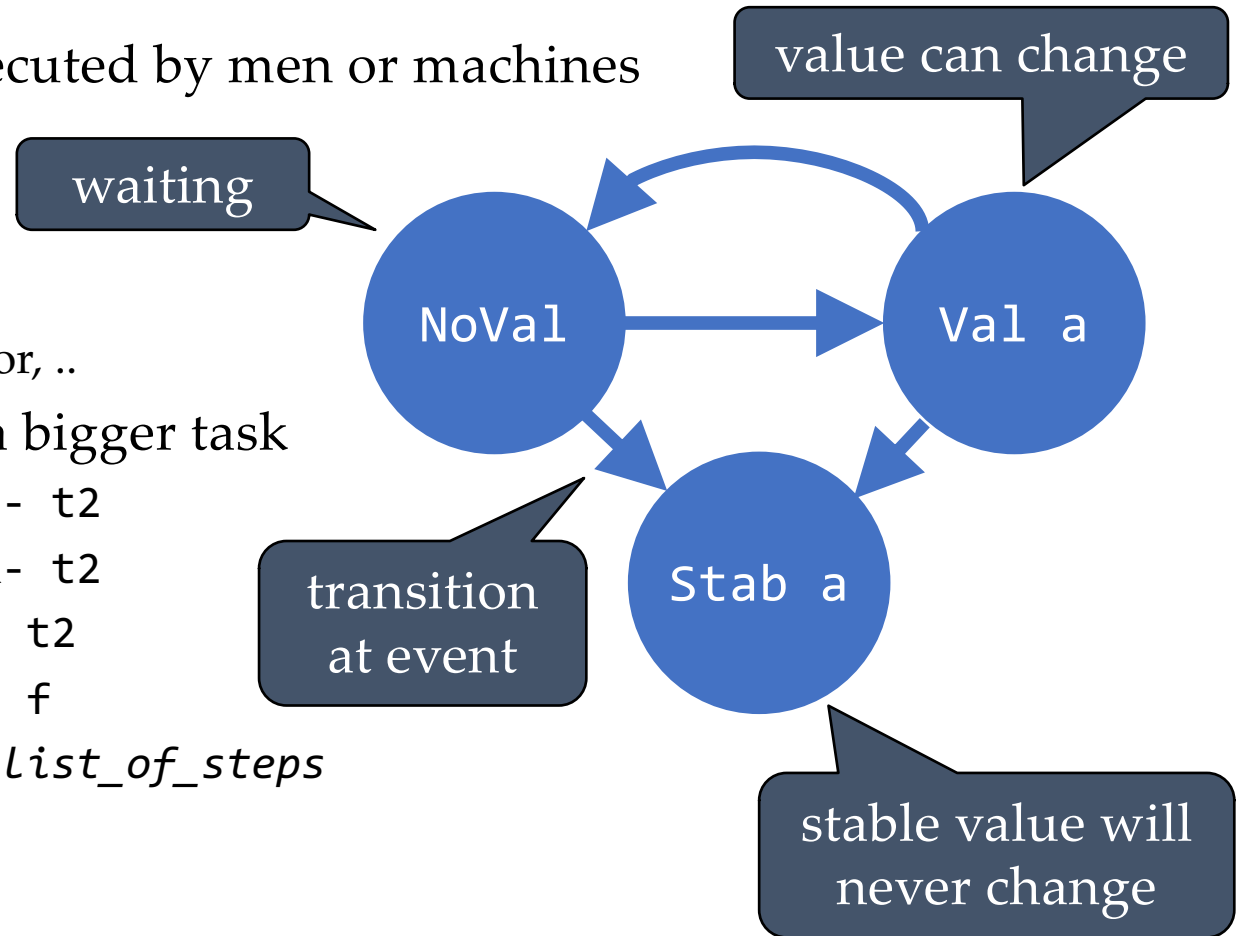 ecuted by men or machines
value can change
waiting
NoVal
Val a
or, ..
n bigger task
- t2
- t2
t2
f
list_of_steps
transition
at event
Stab a
stable value will
never change